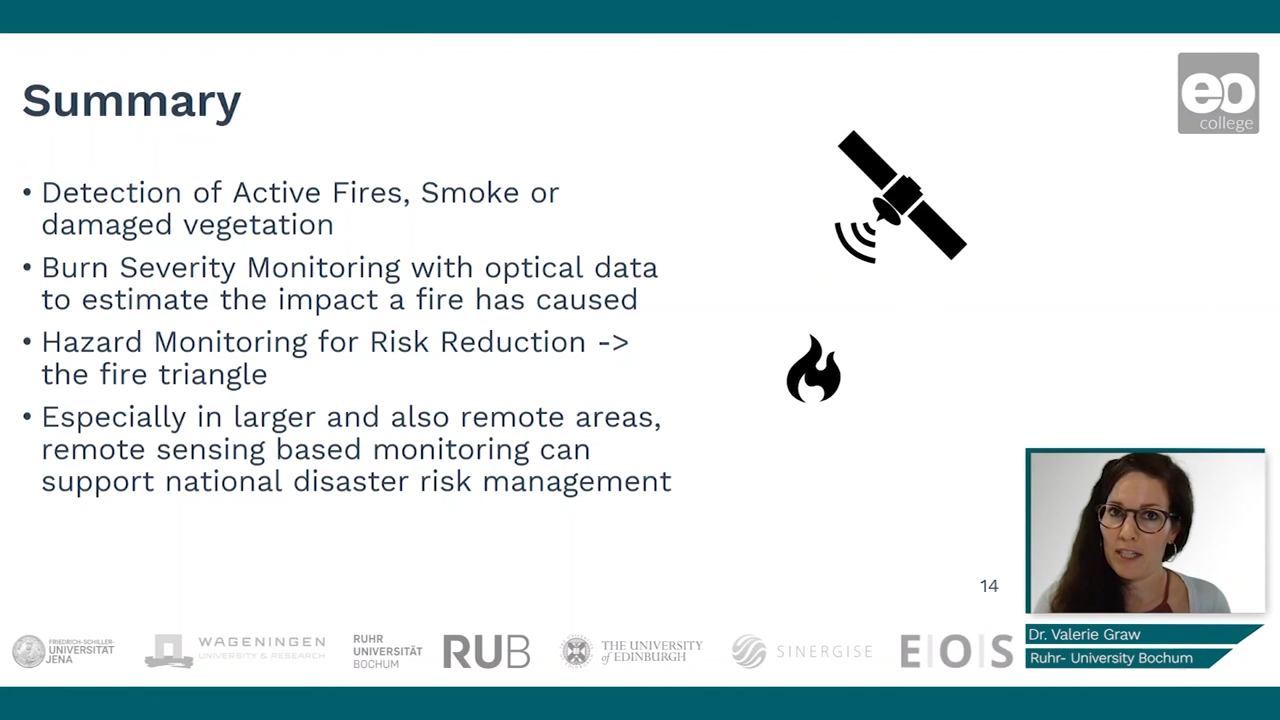 Summary
eo
college
• Detection of Active Fires, Smoke or
damaged vegetation
• Burn Severity Monitoring with optical data
to estimate the impact a fire has caused
• Hazard Monitoring for Risk Reduction ->
the fire triangle
• Especially in larger and also remote areas,
remote sensing based monitoring can
support national disaster risk management
14
Dr. Valerie Graw
Ruhr- University Bochum
FRIEDRICH-SCHILLER-
UNIVERSITÄT
JENA
WAGENINGEN
UNIVERSITY & RESEARCH
RUHR
UNIVERSITÄT
BOCHUM
RUB
THE UNIVERSITY
of EDINBURGH
SINERGISE
E|O|S